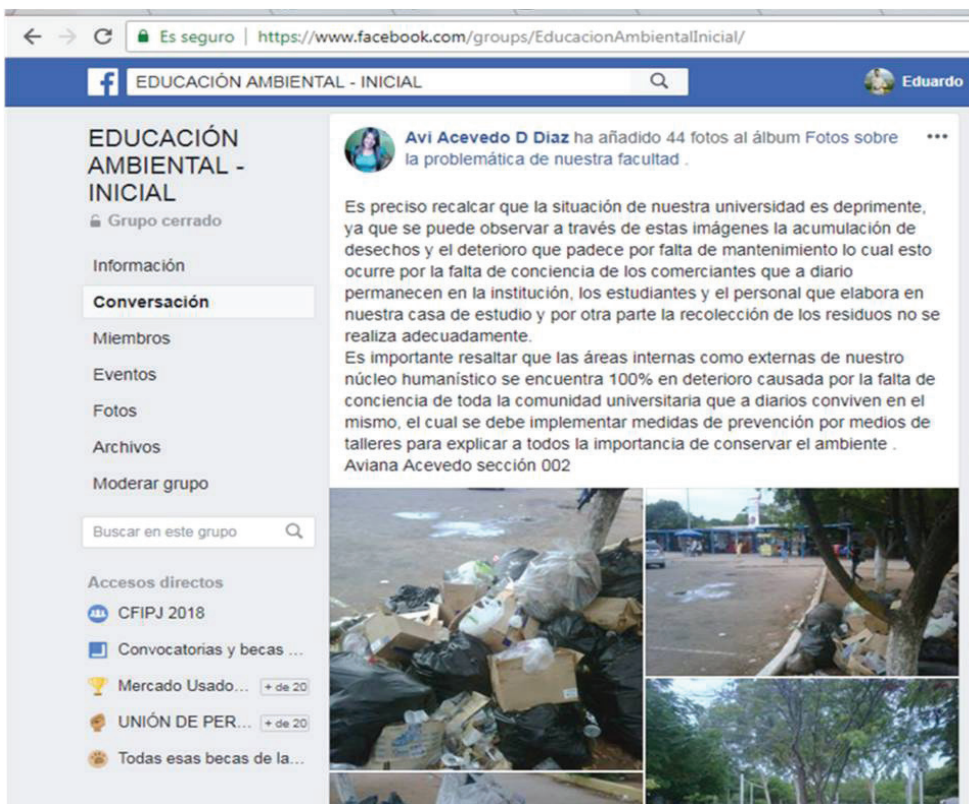 Es seguro | https://www.facebook.com/groups/EducacionAmbientalInicial/
f EDUCACIÓN AMBIENTAL - INICIAL
Eduardo
EDUCACIÓN
AMBIENTAL -
INICIAL
Grupo cerrado
Información
Conversación
Miembros
Eventos
Fotos
Archivos
Moderar grupo
Buscar en este grupo
Accesos directos
CFIPJ 2018
Convocatorias y becas ...
Mercado Usado... + de 20
UNIÓN DE PER... + de 20
Todas esas becas de la...
Avi Acevedo D Diaz ha añadido 44 fotos al álbum Fotos sobre
la problemática de nuestra facultad .
Es preciso recalcar que la situación de nuestra universidad es deprimente,
ya que se puede observar a través de estas imágenes la acumulación de
desechos y el deterioro que padece por falta de mantenimiento lo cual esto
ocurre por la falta de conciencia de los comerciantes que a diario
permanecen en la institución, los estudiantes y el personal que elabora en
nuestra casa de estudio y por otra parte la recolección de los residuos no se
realiza adecuadamente.
Es importante resaltar que las áreas internas como externas de nuestro
núcleo humanístico se encuentra 100% en deterioro causada por la falta de
conciencia de toda la comunidad universitaria que a diarios conviven en el
mismo, el cual se debe implementar medidas de prevención por medios de
talleres para explicar a todos la importancia de conservar el ambiente .
Aviana Acevedo sección 002